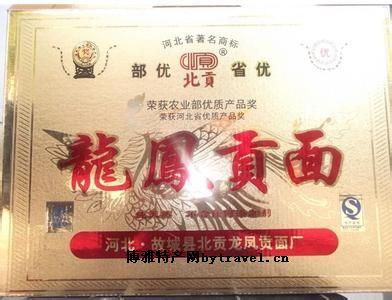 河北省著名商标
部优
北贡
®
省优
优
荣获农业部优质产品奖
荣获河北省优质产品奖
龍鳳貢面
河北·故城县北贡龙凤贡面厂
博雅特产网bytravel.cn